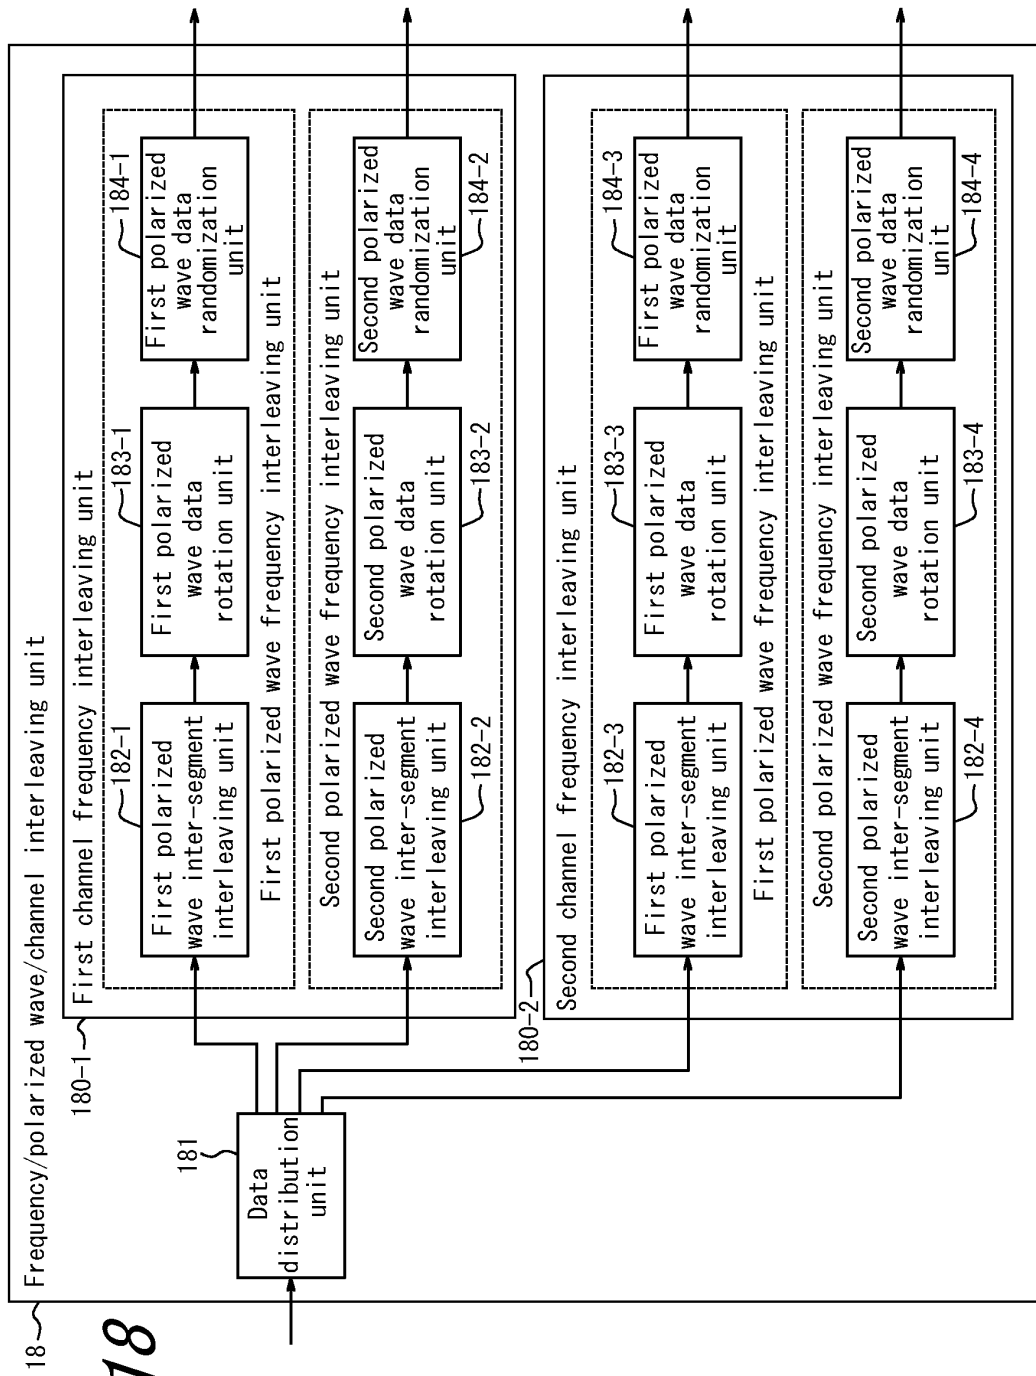 18
18
Frequency/polarized wave/channel interleaving unit
181
Data
distribution
unit
180-1
First channel frequency interleaving unit
182-1
First polarized
wave inter-segment
interleaving unit
183-1
First polarized
wave data
rotation unit
184-1
First polarized
wave data
randomization
unit
First polarized wave frequency interleaving unit
Second polarized wave frequency interleaving unit
Second polarized
wave inter-segment
interleaving unit
182-2
Second polarized
wave data
rotation unit
183-2
Second polarized
wave data
randomization
unit
184-2
180-2
Second channel frequency interleaving unit
182-3
First polarized
wave inter-segment
interleaving unit
183-3
First polarized
wave data
rotation unit
184-3
First polarized
wave data
randomization
unit
First polarized wave frequency interleaving unit
Second polarized wave frequency interleaving unit
Second polarized
wave inter-segment
interleaving unit
182-4
Second polarized
wave data
rotation unit
183-4
Second polarized
wave data
randomization
unit
184-4